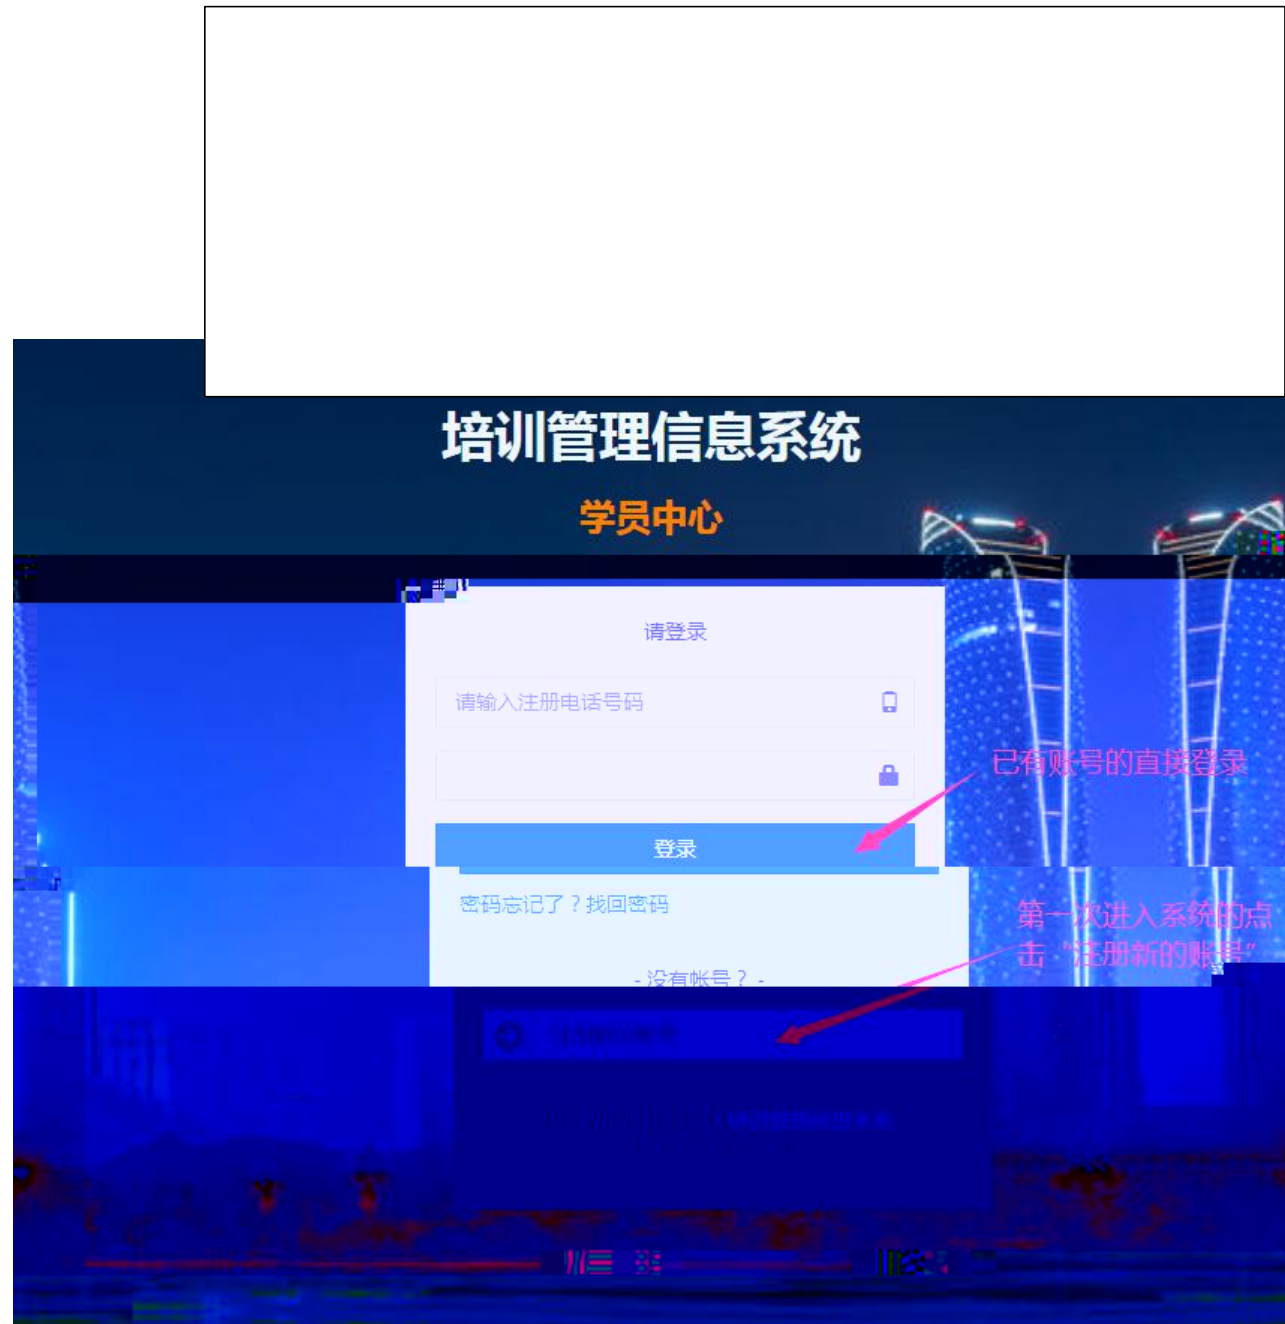 培训管理信息系统
学员中心
请登录
请输入注册电话号码
已有账号的直接登录
登录
密码忘记了？找回密码
第一次进入系统的点
击“注册新的账号”
- 没有帐号？ -